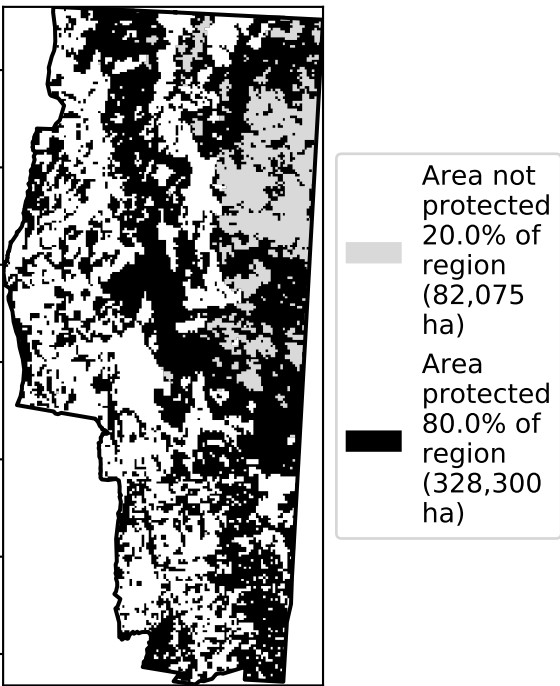 Area not
protected
20.0% of
region
(82,075
ha)
Area
protected
80.0% of
region
(328,300
ha)